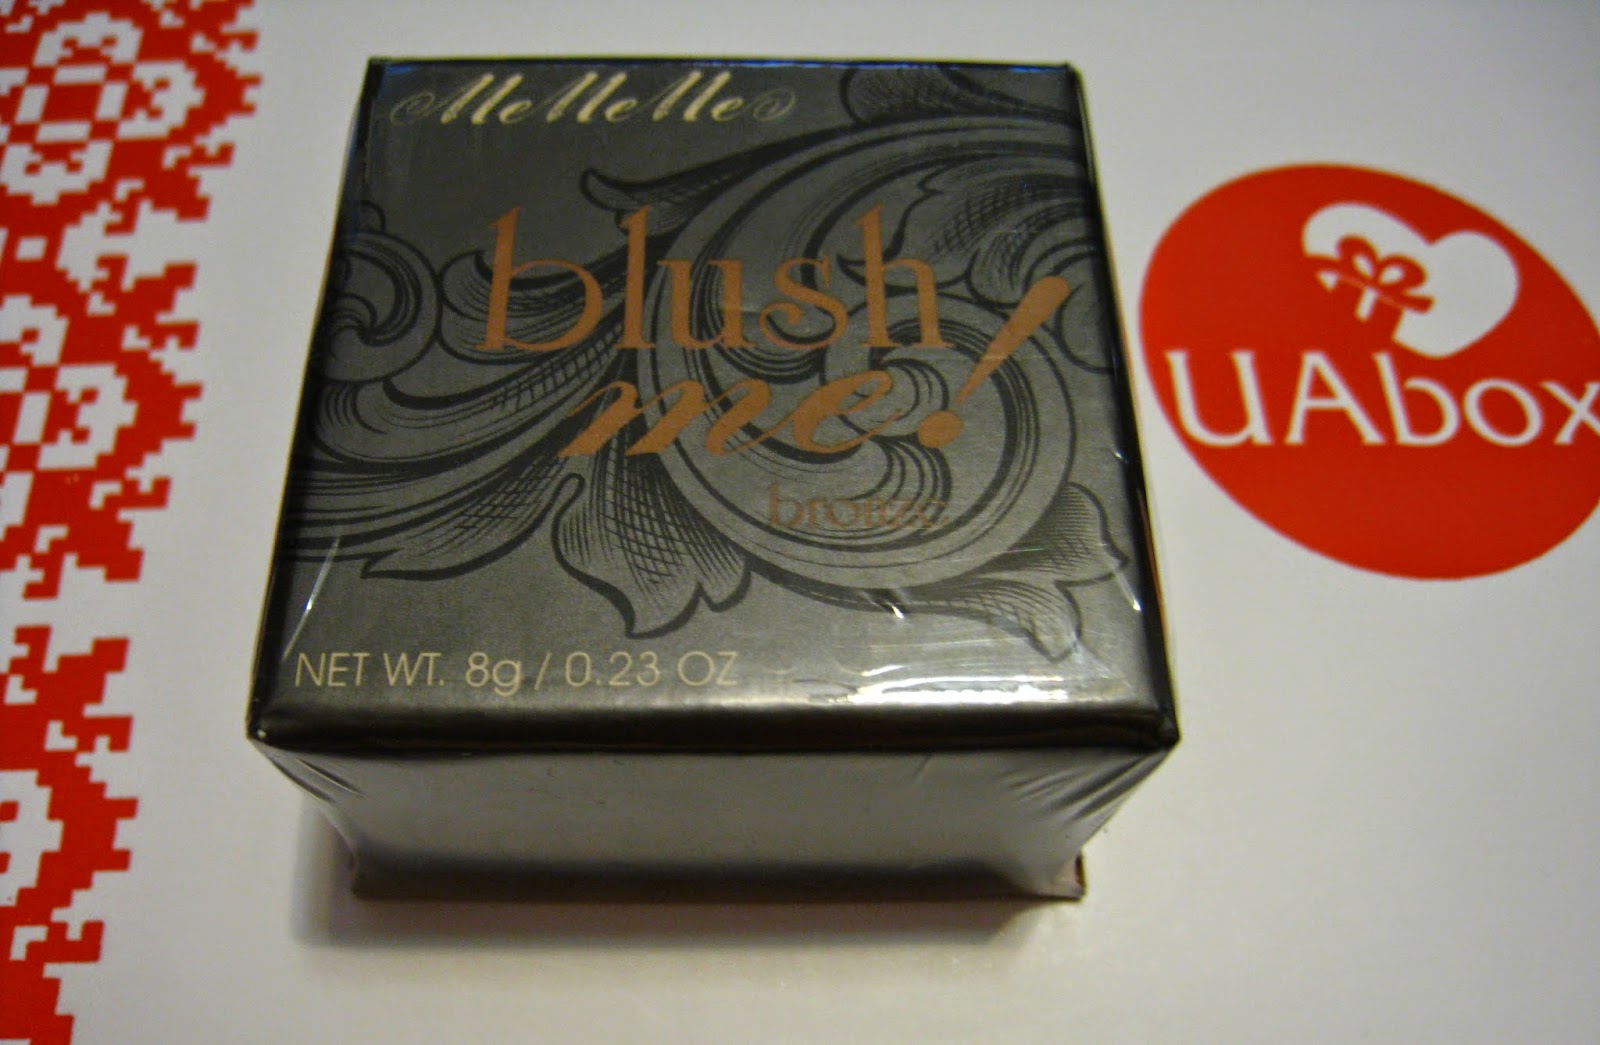 MeMeMe
blush
me!
bronze
NET WT. 8g / 0.23 OZ
UAbox